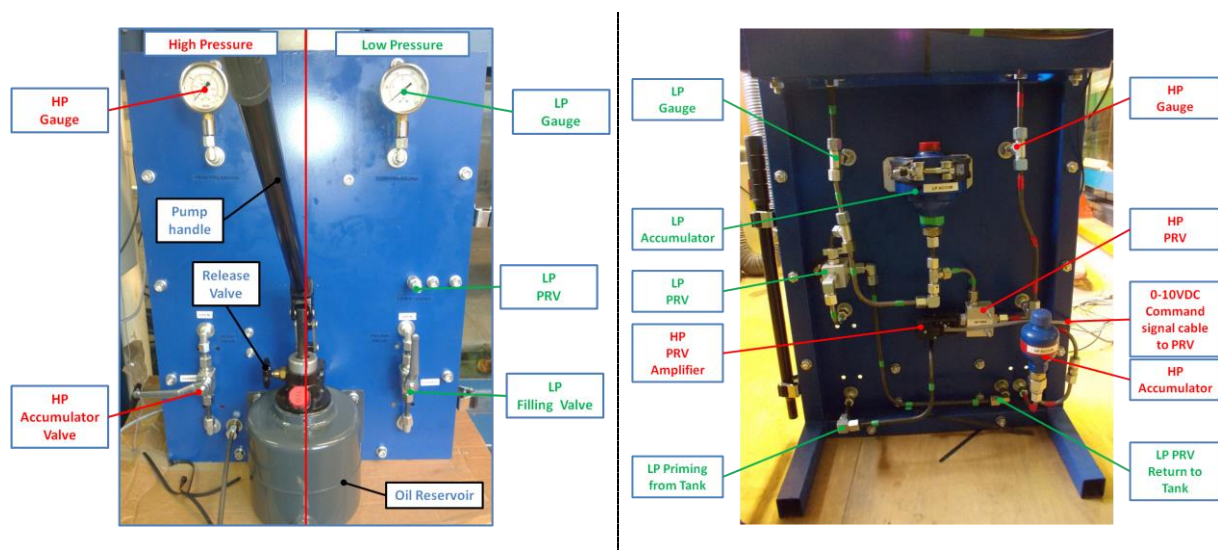 High Pressure
Low Pressure
HP
Gauge
LP
Gauge
Pump
handle
Release
Valve
LP
PRV
HP
Accumulator
Valve
LP
Filling Valve
Oil Reservoir
LP
Gauge
HP
Gauge
LP
Accumulator
HP
PRV
LP
PRV
0-10VDC
Command
signal cable
to PRV
HP
PRV
Amplifier
HP
Accumulator
LP Priming
from Tank
LP PRV
Return to
Tank
LP ACCUM